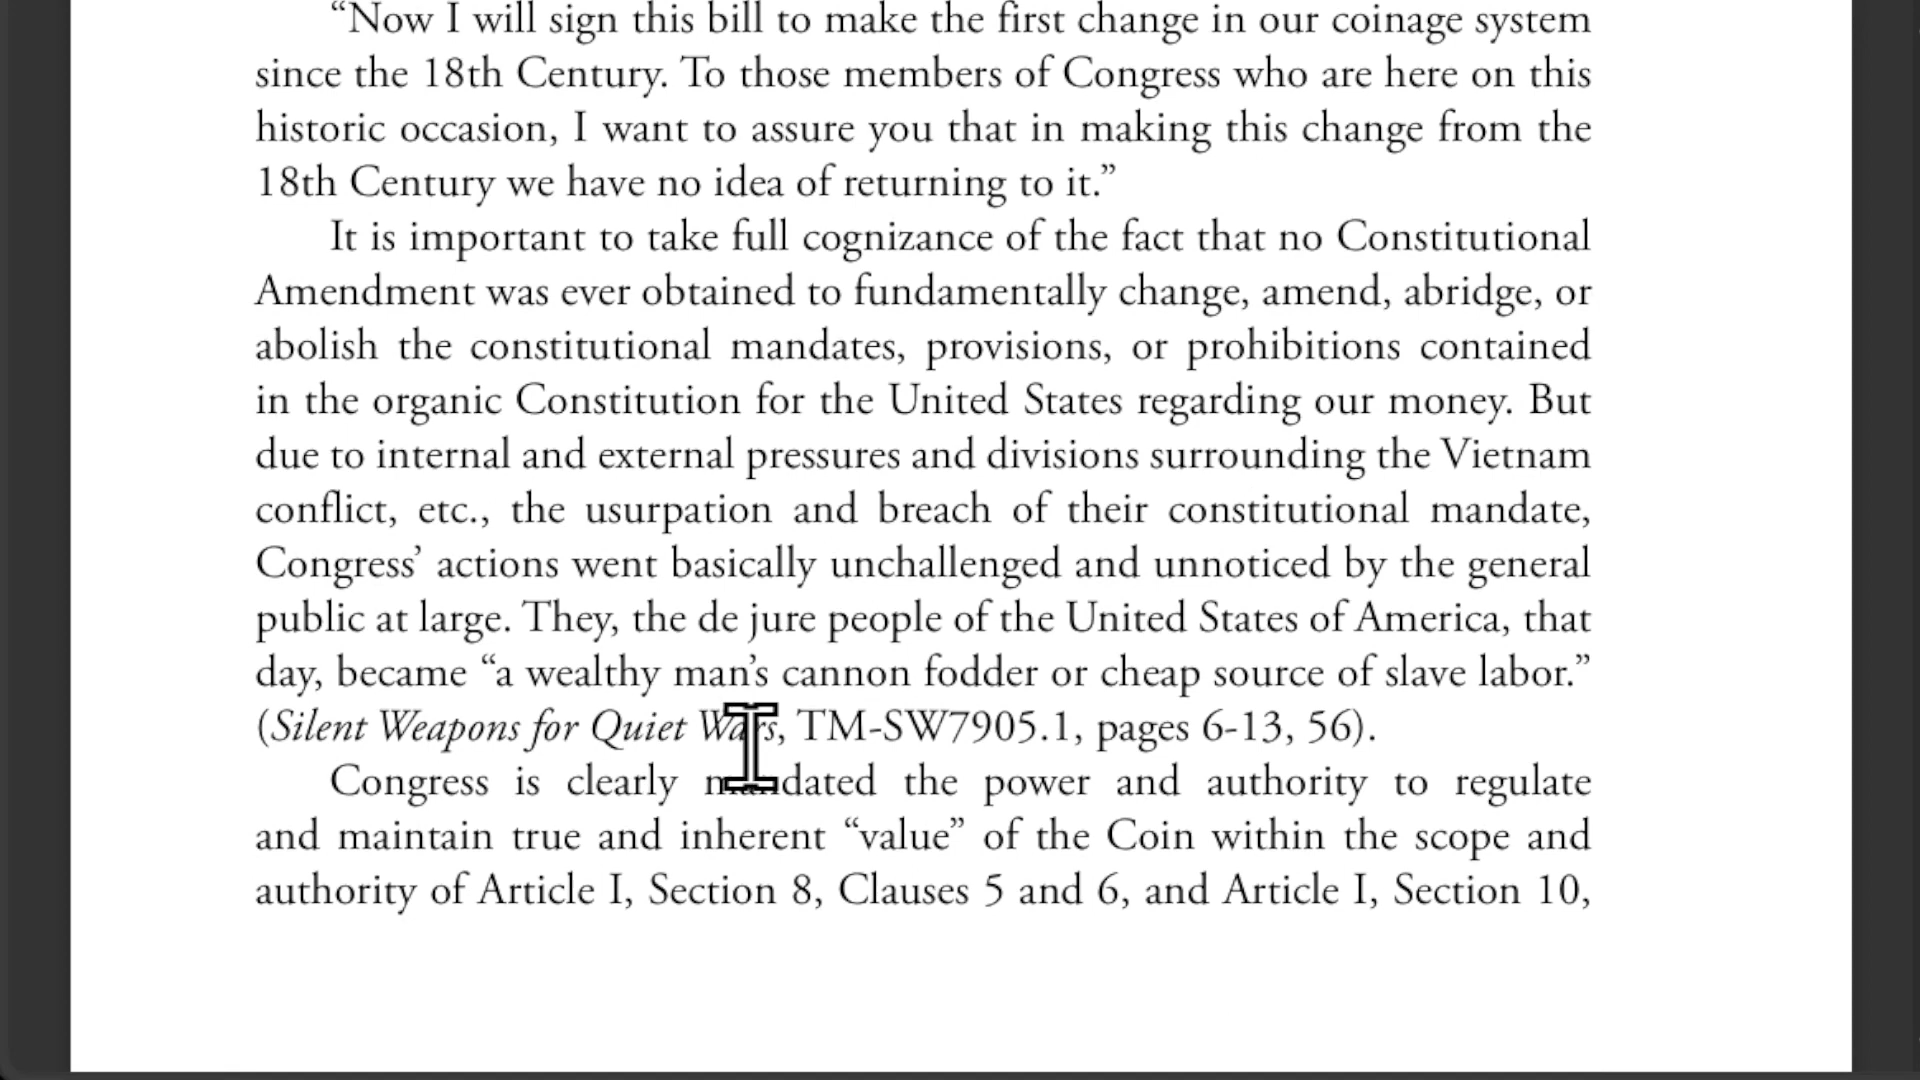 “Now I will sign this bill to make the first change in our coinage system
since the 18th Century. To those members of Congress who are here on this
historic occasion, I want to assure you that in making this change from the
18th Century we have no idea of returning to it.”
It is important to take full cognizance of the fact that no Constitutional
Amendment was ever obtained to fundamentally change, amend, abridge, or
abolish the constitutional mandates, provisions, or prohibitions contained
in the organic Constitution for the United States regarding our money. But
due to internal and external pressures and divisions surrounding the Vietnam
conflict, etc., the usurpation and breach of their constitutional mandate,
Congress’ actions went basically unchallenged and unnoticed by the general
public at large. They, the de jure people of the United States of America, that
day, became “a wealthy man’s cannon fodder or cheap source of slave labor.”
(Silent Weapons for Quiet Wars, TM-SW7905.1, pages 6-13, 56).
Congress is clearly mandated the power and authority to regulate
and maintain true and inherent “value” of the Coin within the scope and
authority of Article I, Section 8, Clauses 5 and 6, and Article I, Section 10,